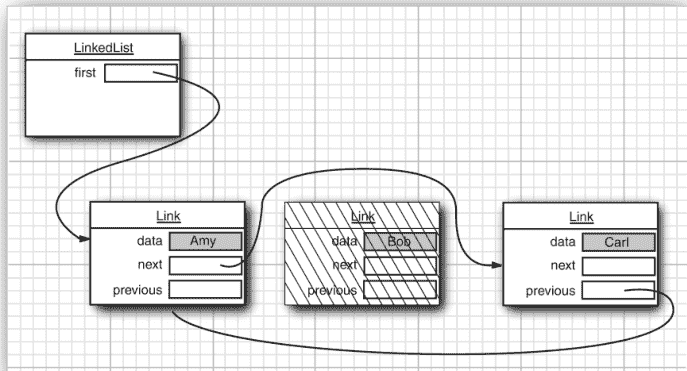 LinkedList
first
Link
data Amy
next
previous
Link
data Bob
next
previous
Link
data Carl
next
previous